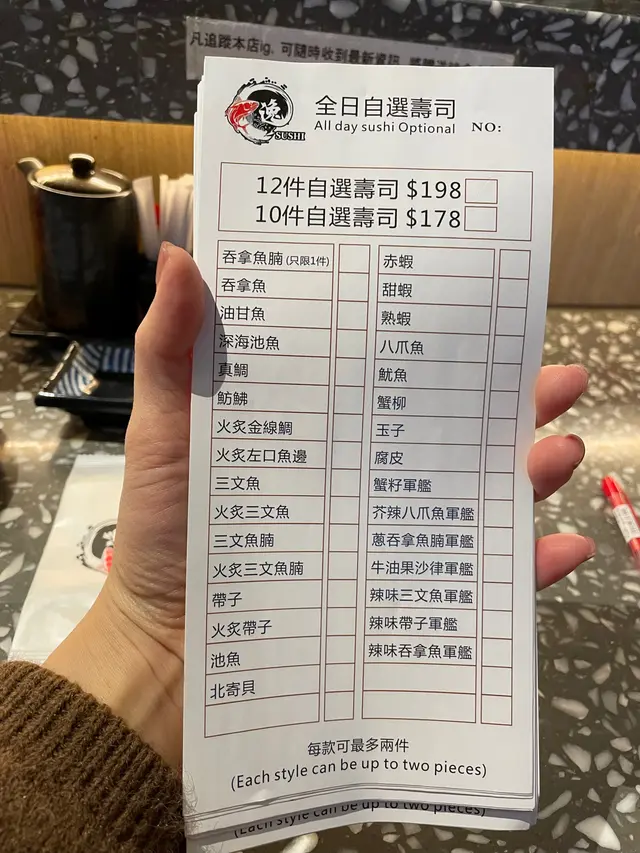 凡追蹤本店ig, 可隨時收到最新資訊
逸
SUSHI
全日自選壽司
All day sushi Optional
NO:
12件自選壽司 $198
10件自選壽司 $178
吞拿魚腩 (只限1件)
吞拿魚
油甘魚
深海池魚
真鯛
魴鮄
火炙金線鯛
火炙左口魚邊
三文魚
火炙三文魚
三文魚腩
火炙三文魚腩
帶子
火炙帶子
池魚
北寄貝
赤蝦
甜蝦
熟蝦
八爪魚
魷魚
蟹柳
玉子
腐皮
蟹籽軍艦
芥辣八爪魚軍艦
蔥吞拿魚腩軍艦
牛油果沙律軍艦
辣味三文魚軍艦
辣味帶子軍艦
辣味吞拿魚軍艦
每款可最多兩件
(Each style can be up to two pieces)
(Each style can be up to two pieces)